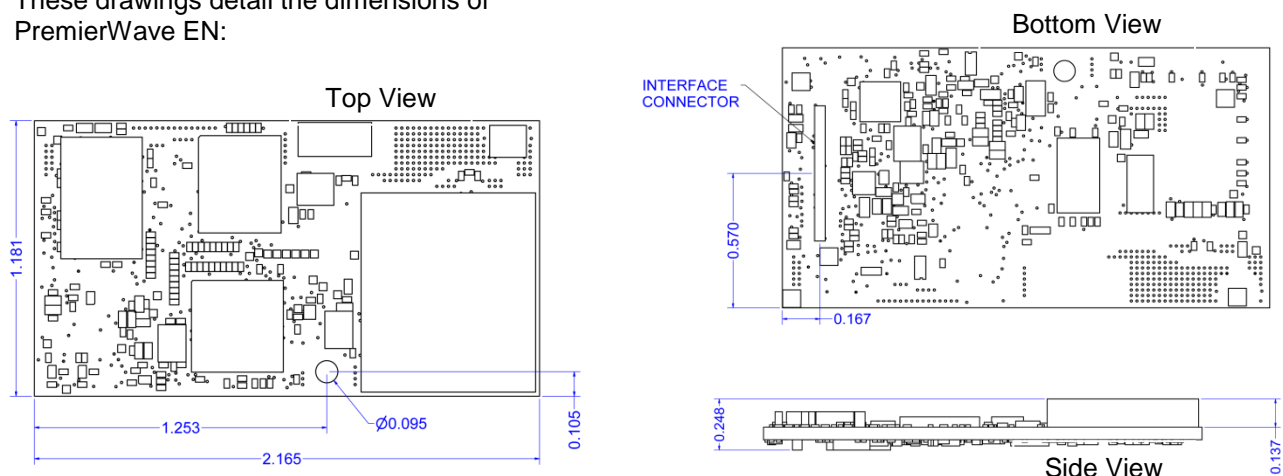 These drawings detail the dimensions of
PremierWave EN:
Top View
1.181
1.253
2.165
Ø0.095
0.105
Bottom View
INTERFACE
CONNECTOR
0.570
0.167
0.248
0.137
Side View